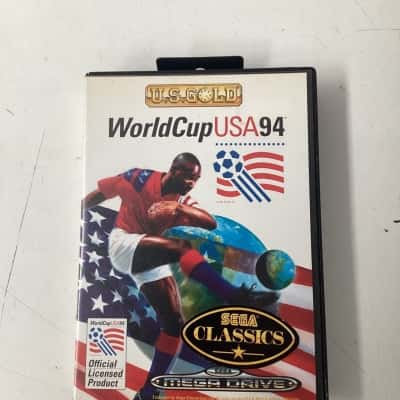 U.S. GOLD
WorldCupUSA94
WorldCupUSA94
Official
Licensed
Product
SEGA
CLASSICS
MEGA DRIVE